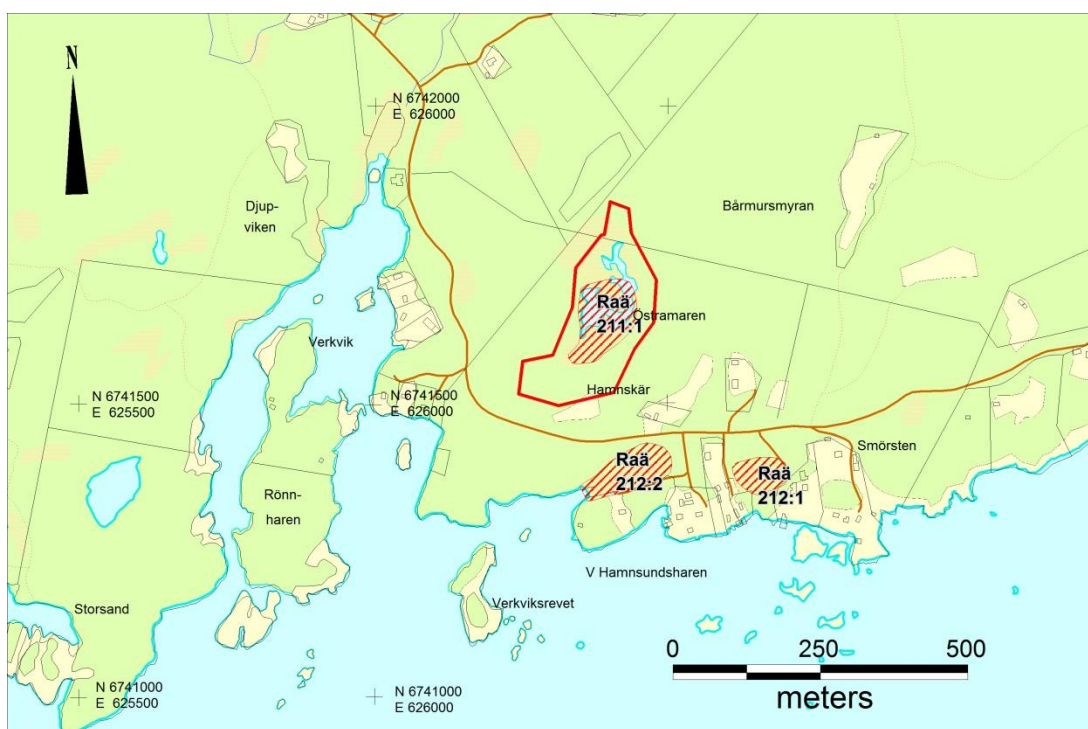 N
N 6742000
E 626000
Djup-
viken
Bårmursmyran
Raä
211:1
Östramaren
Verkvik
Hamnskär
N 6741500
E 625500
N 6741500
E 626000
Smörsten
Raä
212:2
Raä
212:1
Rönn-
haren
V Hamnsundsharen
Storsand
Verkviksrevet
0 250 500
meters
N 6741000
E 625500
N 6741000
E 626000